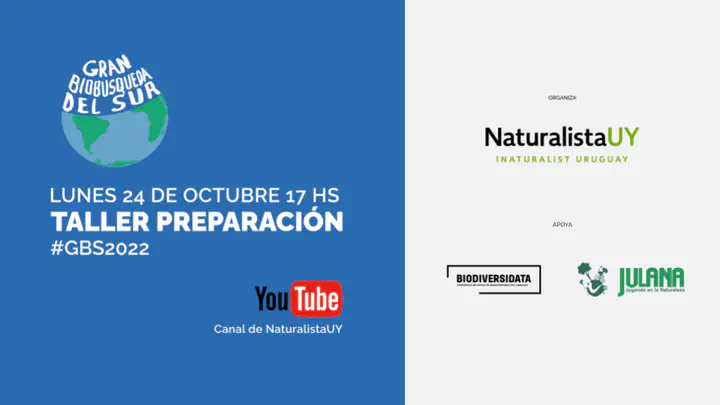 GRAN
BIOBUSQUEDA
DEL SUR
LUNES 24 DE OCTUBRE 17 HS
TALLER PREPARACIÓN
#GBS2022
YouTube
Canal de NaturalistaUY
ORGANIZA
NaturalistaUY
INATURALIST URUGUAY
APOYA
BIODIVERSIDATA
JULANA
Jugando en la Naturaleza